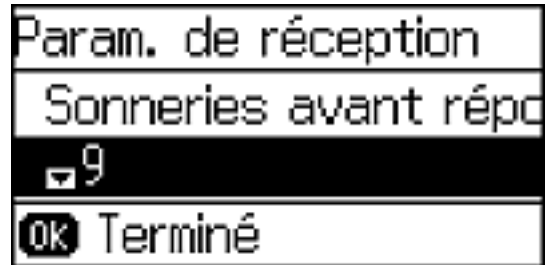 Param. de réception
Sonneries avant répo
9
OK Terminé